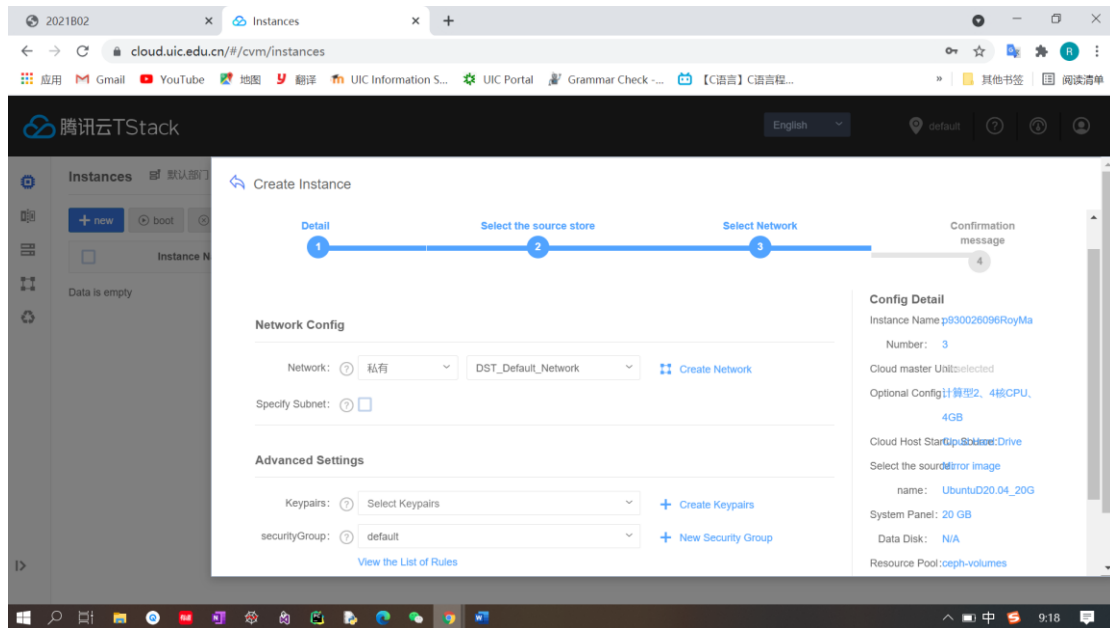 2021B02 Instances
cloud.uic.edu.cn/#/cvm/instances R
应用 Gmail YouTube 地图 翻译 UIC Information S... UIC Portal Grammar Check -... 【C语言】C语言程... » 其他书签 阅读清单
腾讯云TStack English default
Instances 默认部门
Create Instance
+ new boot
Instance N
Data is empty
Detail Select the source store Select Network Confirmation
message
1 2 3 4
Network Config
Network: 私有 DST_Default_Network Create Network
Specify Subnet:
Advanced Settings
Keypairs: Select Keypairs + Create Keypairs
securityGroup: default + New Security Group
View the List of Rules
Config Detail
Instance Name: p930026096RoyMa
Number: 3
Cloud master selected
Optional Config 计算型2、4核CPU、
4GB
Cloud Host Drive
Select the Mirror image
name: UbuntuD20.04_20G
System Panel: 20 GB
Data Disk: N/A
Resource Pool: ceph-volumes
中 9:18